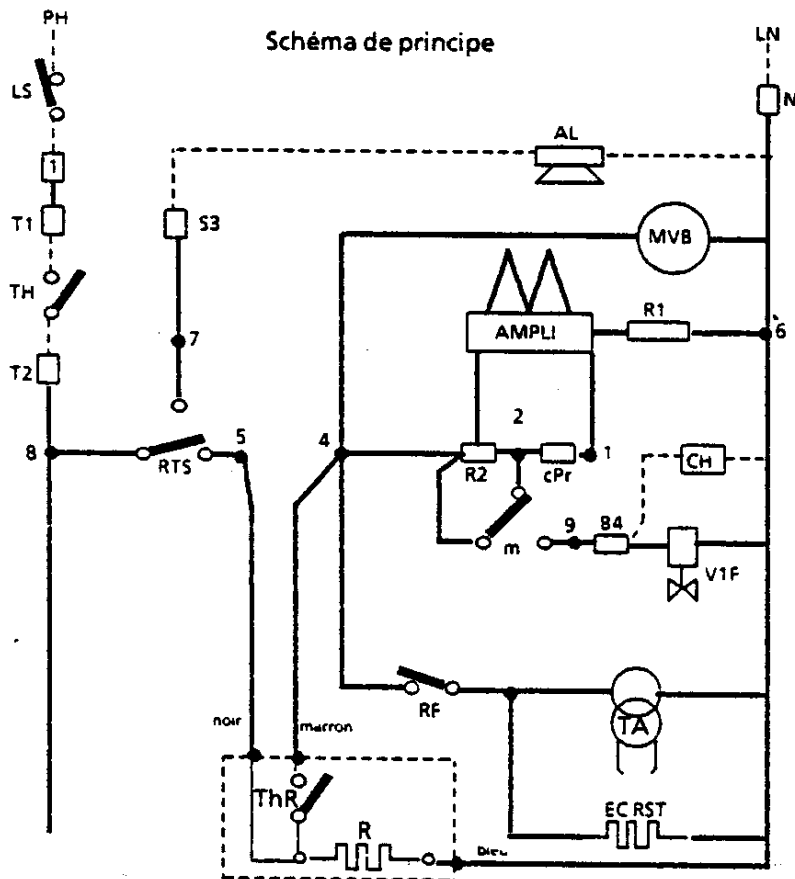 PH
Schéma de principe
LN
LS
N
AL
1
T1
S3
MVB
TH
R1
AMPLI
7
6
T2
2
8
5
4
1
RTS
R2
cPr
CH
9
B4
m
V1F
RF
TA
noir
marron
ThR
R
EC RST
bleu